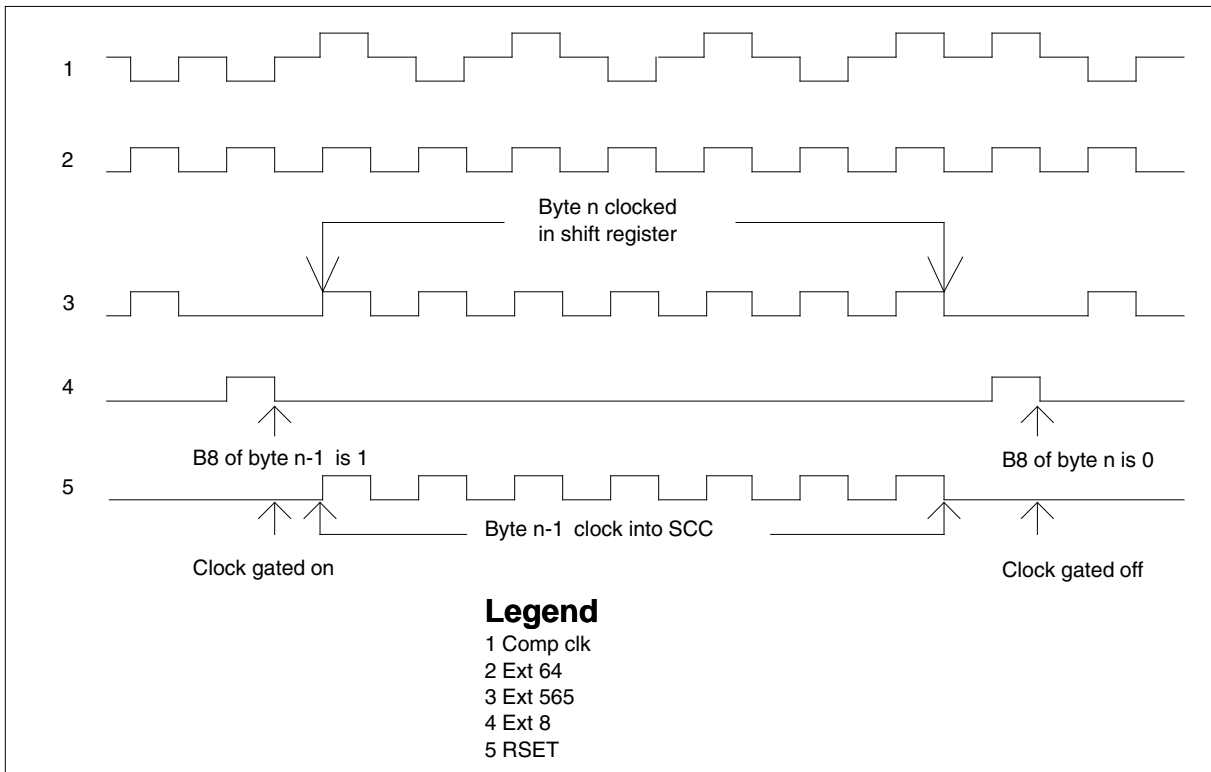 1
2
Byte n clocked
in shift register
3
4
B8 of byte n-1 is 1
B8 of byte n is 0
5
Byte n-1 clock into SCC
Clock gated on
Clock gated off
Legend
1 Comp clk
2 Ext 64
3 Ext 565
4 Ext 8
5 RSET